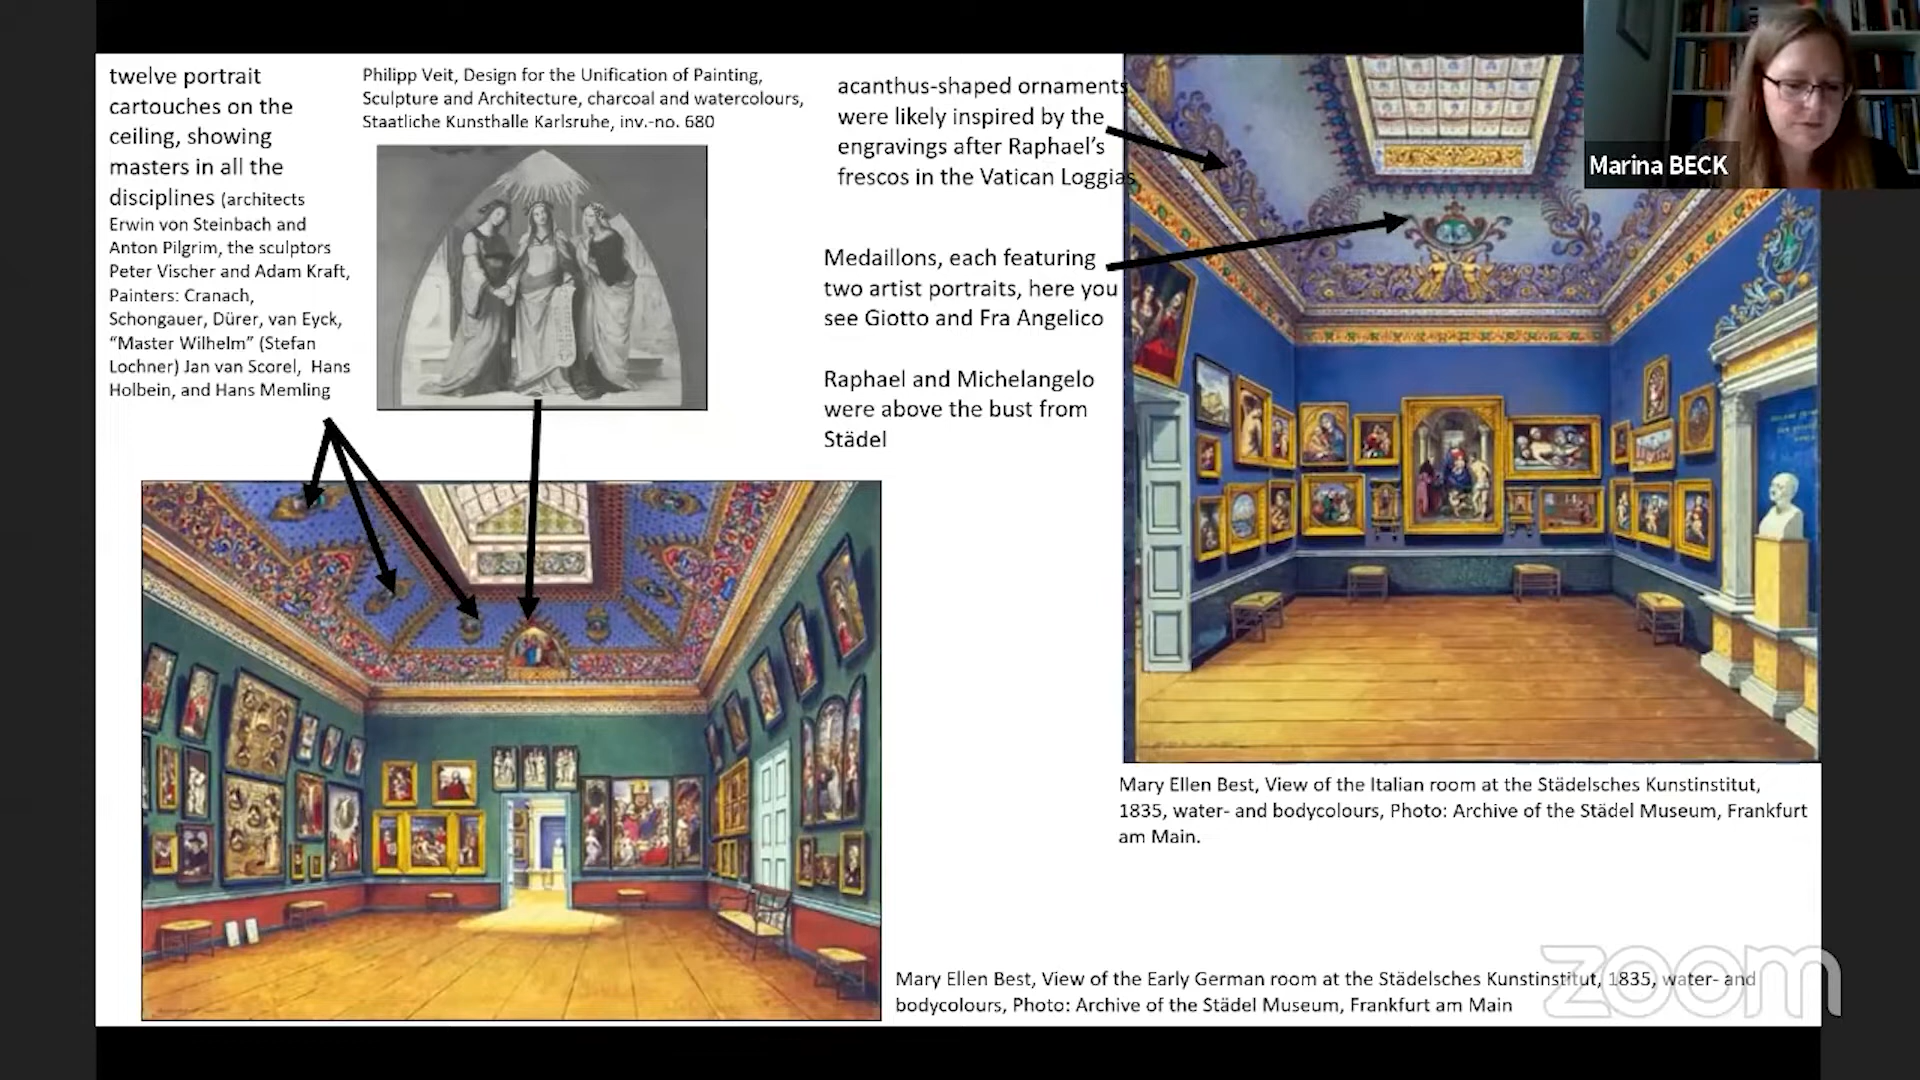 twelve portrait
cartouches on the
ceiling, showing
masters in all the
disciplines (architects
Erwin von Steinbach and
Anton Pilgrim, the sculptors
Peter Vischer and Adam Kraft,
Painters: Cranach,
Schongauer, Dürer, van Eyck,
“Master Wilhelm” (Stefan
Lochner) Jan van Scorel, Hans
Holbein, and Hans Memling
Philipp Veit, Design for the Unification of Painting,
Sculpture and Architecture, charcoal and watercolours,
Staatliche Kunsthalle Karlsruhe, inv.-no. 680
acanthus-shaped ornaments
were likely inspired by the
engravings after Raphael’s
frescos in the Vatican Loggias
Medaillons, each featuring
two artist portraits, here you
see Giotto and Fra Angelico
Raphael and Michelangelo
were above the bust from
Städel
Marina BECK
Mary Ellen Best, View of the Italian room at the Städelsches Kunstinstitut,
1835, water- and bodycolours, Photo: Archive of the Städel Museum, Frankfurt
am Main.
Mary Ellen Best, View of the Early German room at the Städelsches Kunstinstitut, 1835, water- and
bodycolours, Photo: Archive of the Städel Museum, Frankfurt am Main
zoom